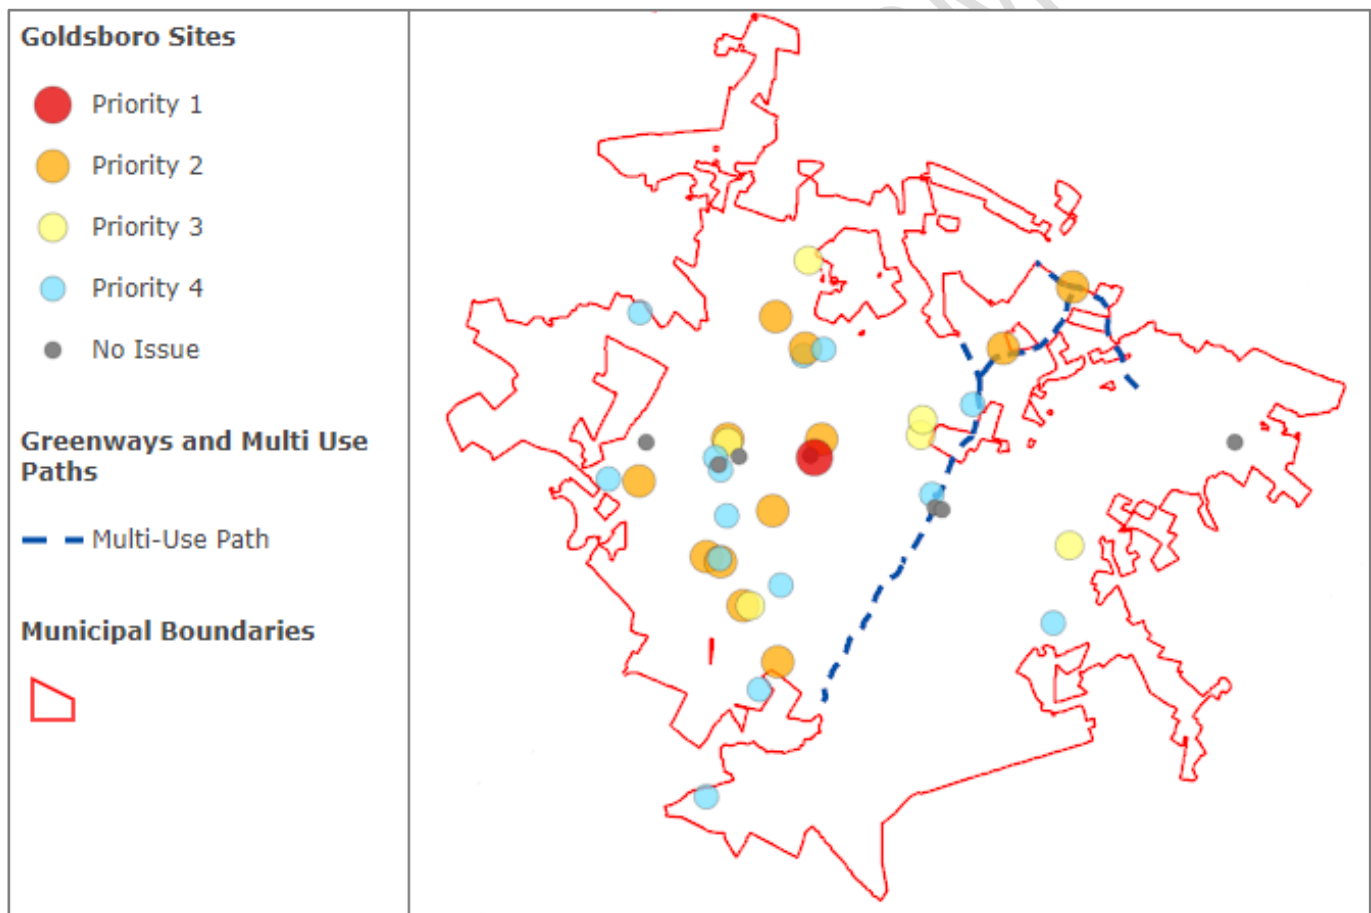 Goldsboro Sites
Priority 1
Priority 2
Priority 3
Priority 4
No Issue
Greenways and Multi Use
Paths
Multi-Use Path
Municipal Boundaries